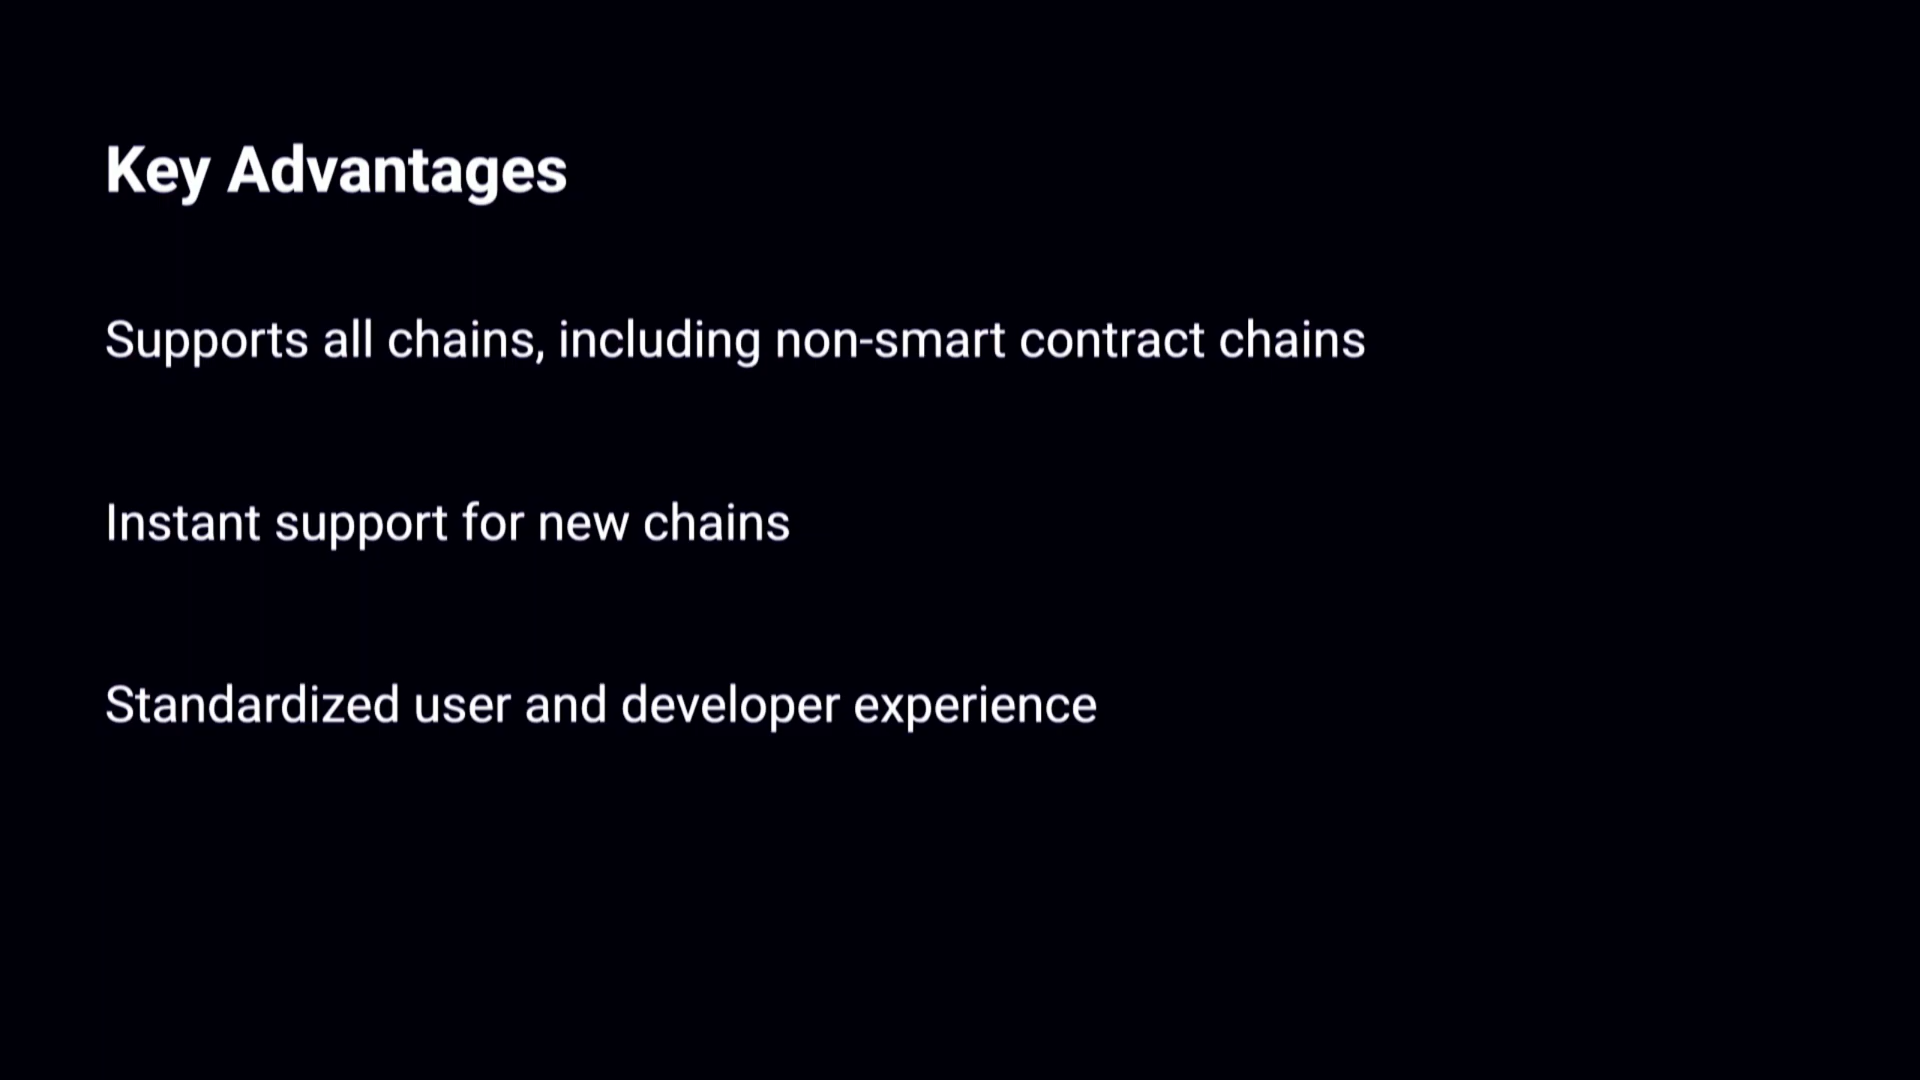 Key Advantages
Supports all chains, including non-smart contract chains
Instant support for new chains
Standardized user and developer experience